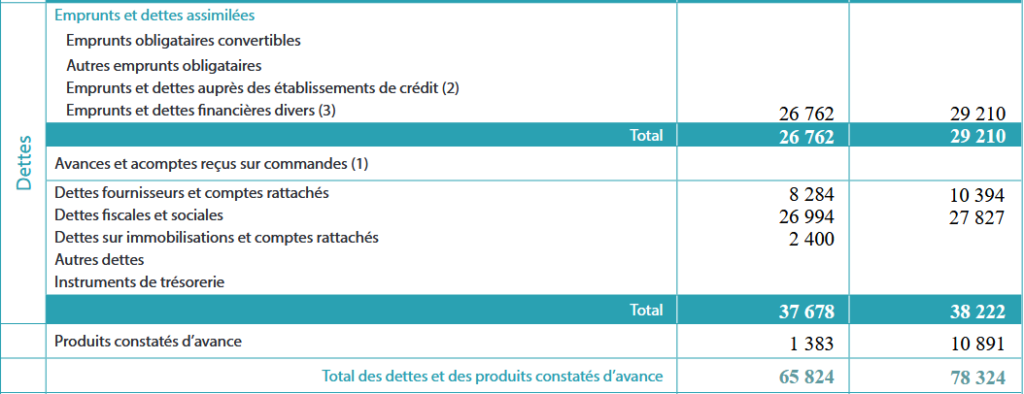 Dettes
Emprunts et dettes assimilées
Emprunts obligataires convertibles
Autres emprunts obligataires
Emprunts et dettes auprès des établissements de crédit (2)
Emprunts et dettes financières divers (3) 26 762 29 210
Total 26 762 29 210
Avances et acomptes reçus sur commandes (1)
Dettes fournisseurs et comptes rattachés 8 284 10 394
Dettes fiscales et sociales 26 994 27 827
Dettes sur immobilisations et comptes rattachés 2 400
Autres dettes
Instruments de trésorerie
Total 37 678 38 222
Produits constatés d’avance 1 383 10 891
Total des dettes et des produits constatés d’avance 65 824 78 324